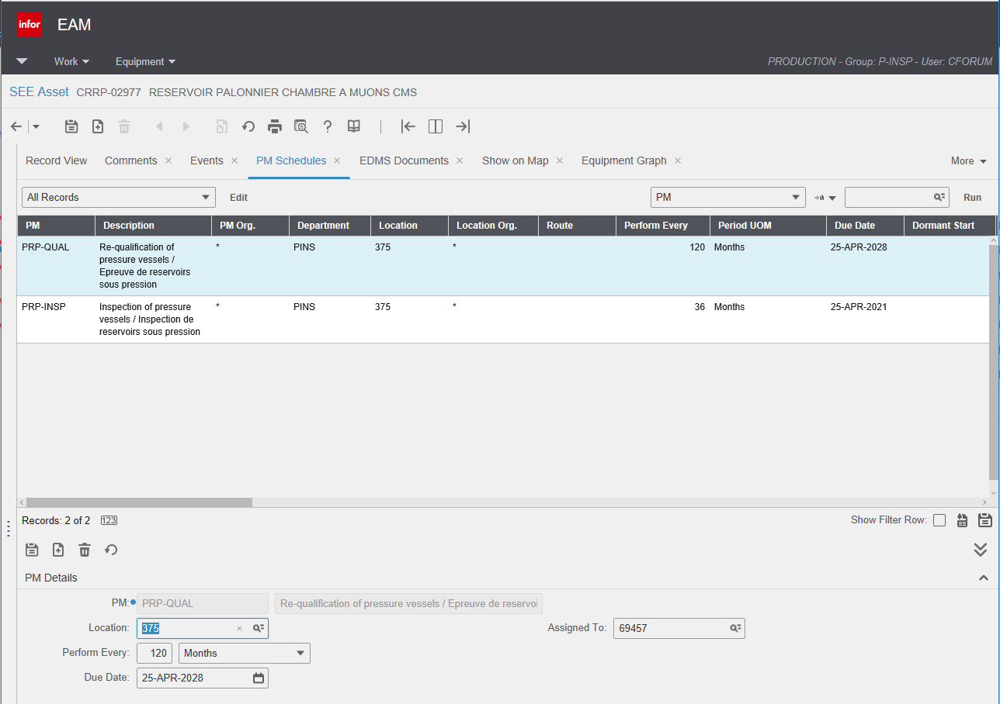 infor EAM
Work Equipment PRODUCTION - Group: P-INSP - User: CFORUM
SEE Asset CRRP-02977 RESERVOIR PALONNIER CHAMBRE A MUONS CMS
Record View Comments × Events × PM Schedules × EDMS Documents × Show on Map × Equipment Graph × More
All Records Edit PM →a Run
PM Description PM Org. Department Location Location Org. Route Perform Every Period UOM Due Date Dormant Start
PRP-QUAL Re-qualification of * PINS 375 * 120 Months 25-APR-2028
pressure vessels /
Epreuve de reservoirs
sous pression
PRP-INSP Inspection of pressure * PINS 375 * 36 Months 25-APR-2021
vessels / Inspection de
reservoirs sous pression
Records: 2 of 2 123 Show Filter Row:
PM Details
PM: PRP-QUAL Re-qualification of pressure vessels / Epreuve de reservoi
Location: 375 × Assigned To: 69457
Perform Every: 120 Months
Due Date: 25-APR-2028